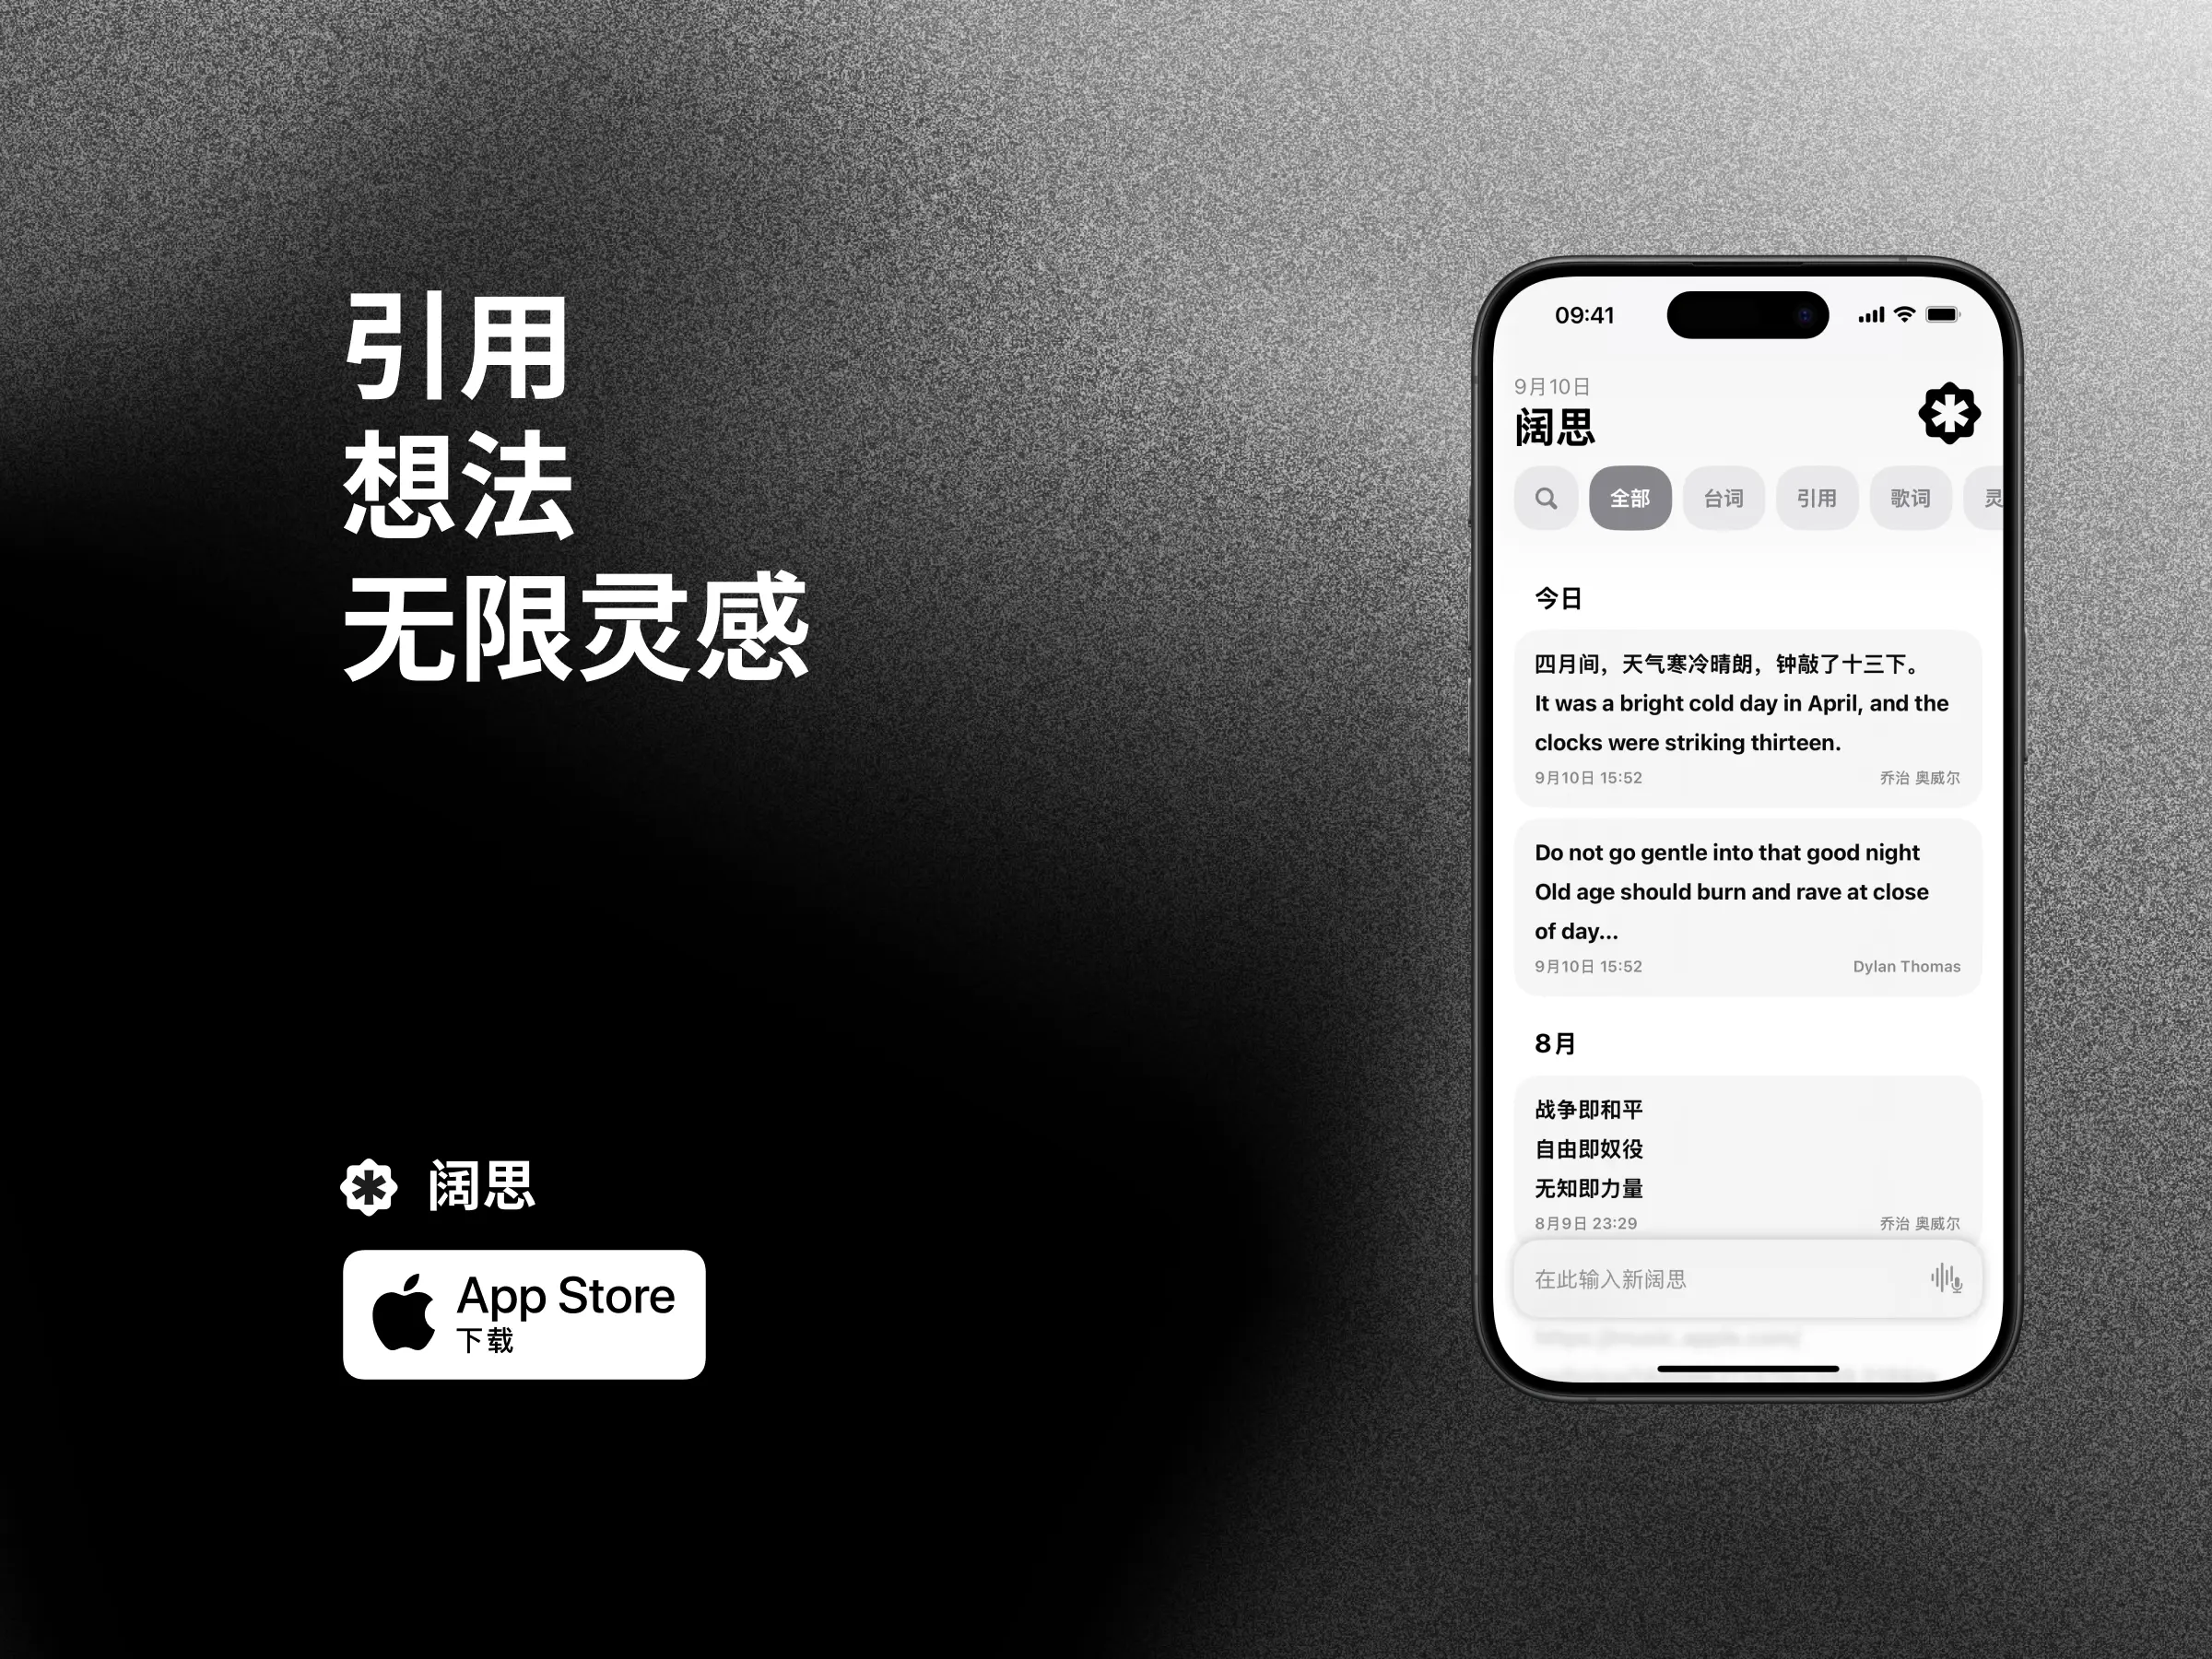 引用
想法
无限灵感
阔思
App Store
下载
09:41
9月10日
阔思
全部 台词 引用 歌词 灵
今日
四月间，天气寒冷晴朗，钟敲了十三下。
It was a bright cold day in April, and the
clocks were striking thirteen.
9月10日 15:52 乔治 奥威尔
Do not go gentle into that good night
Old age should burn and rave at close
of day...
9月10日 15:52 Dylan Thomas
8月
战争即和平
自由即奴役
无知即力量
8月9日 23:29 乔治 奥威尔
在此输入新阔思